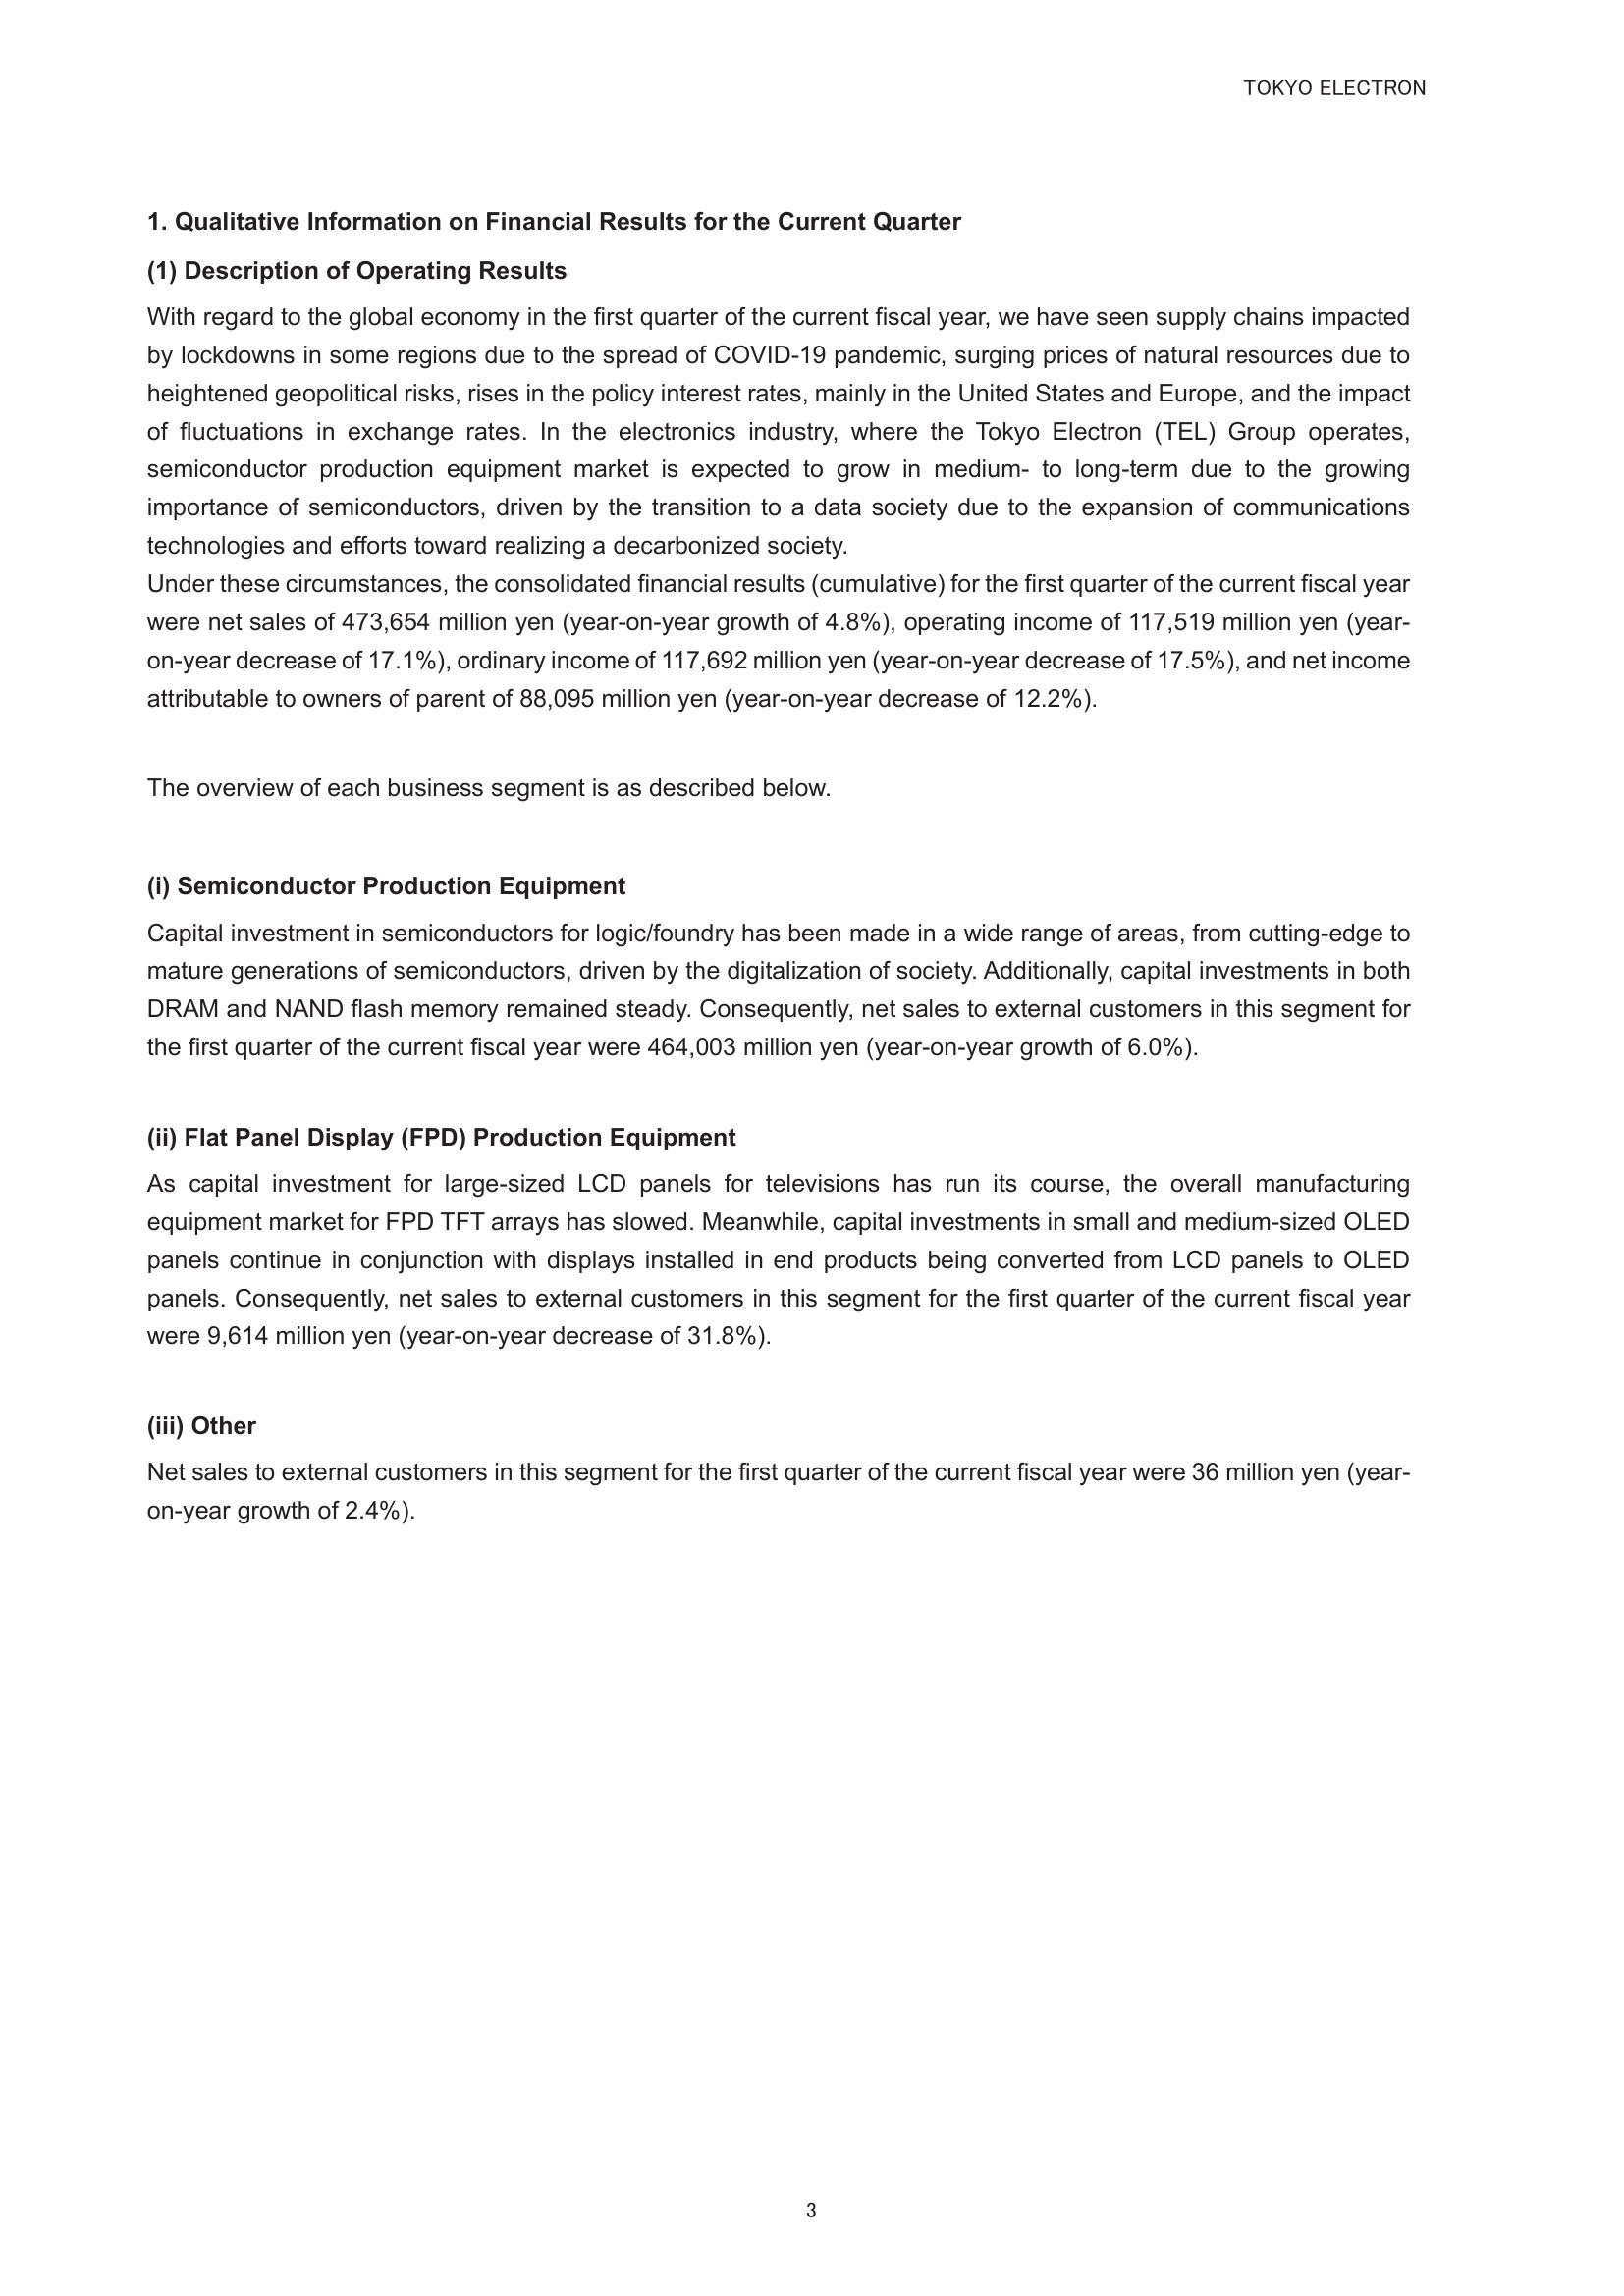 TOKYO ELECTRON
1. Qualitative Information on Financial Results for the Current Quarter
(1) Description of Operating Results
With regard to the global economy in the first quarter of the current fiscal year, we have seen supply chains impacted
by lockdowns in some regions due to the spread of COVID-19 pandemic, surging prices of natural resources due to
heightened geopolitical risks, rises in the policy interest rates, mainly in the United States and Europe, and the impact
of fluctuations in exchange rates. In the electronics industry, where the Tokyo Electron (TEL) Group operates,
semiconductor production equipment market is expected to grow in medium- to long-term due to the growing
importance of semiconductors, driven by the transition to a data society due to the expansion of communications
technologies and efforts toward realizing a decarbonized society.
Under these circumstances, the consolidated financial results (cumulative) for the first quarter of the current fiscal year
were net sales of 473,654 million yen (year-on-year growth of 4.8%), operating income of 117,519 million yen (year-
on-year decrease of 17.1%), ordinary income of 117,692 million yen (year-on-year decrease of 17.5%), and net income
attributable to owners of parent of 88,095 million yen (year-on-year decrease of 12.2%).
The overview of each business segment is as described below.
(i) Semiconductor Production Equipment
Capital investment in semiconductors for logic/foundry has been made in a wide range of areas, from cutting-edge to
mature generations of semiconductors, driven by the digitalization of society. Additionally, capital investments in both
DRAM and NAND flash memory remained steady. Consequently, net sales to external customers in this segment for
the first quarter of the current fiscal year were 464,003 million yen (year-on-year growth of 6.0%).
(ii) Flat Panel Display (FPD) Production Equipment
As capital investment for large-sized LCD panels for televisions has run its course, the overall manufacturing
equipment market for FPD TFT arrays has slowed. Meanwhile, capital investments in small and medium-sized OLED
panels continue in conjunction with displays installed in end products being converted from LCD panels to OLED
panels. Consequently, net sales to external customers in this segment for the first quarter of the current fiscal year
were 9,614 million yen (year-on-year decrease of 31.8%).
(iii) Other
Net sales to external customers in this segment for the first quarter of the current fiscal year were 36 million yen (year-
on-year growth of 2.4%).
3